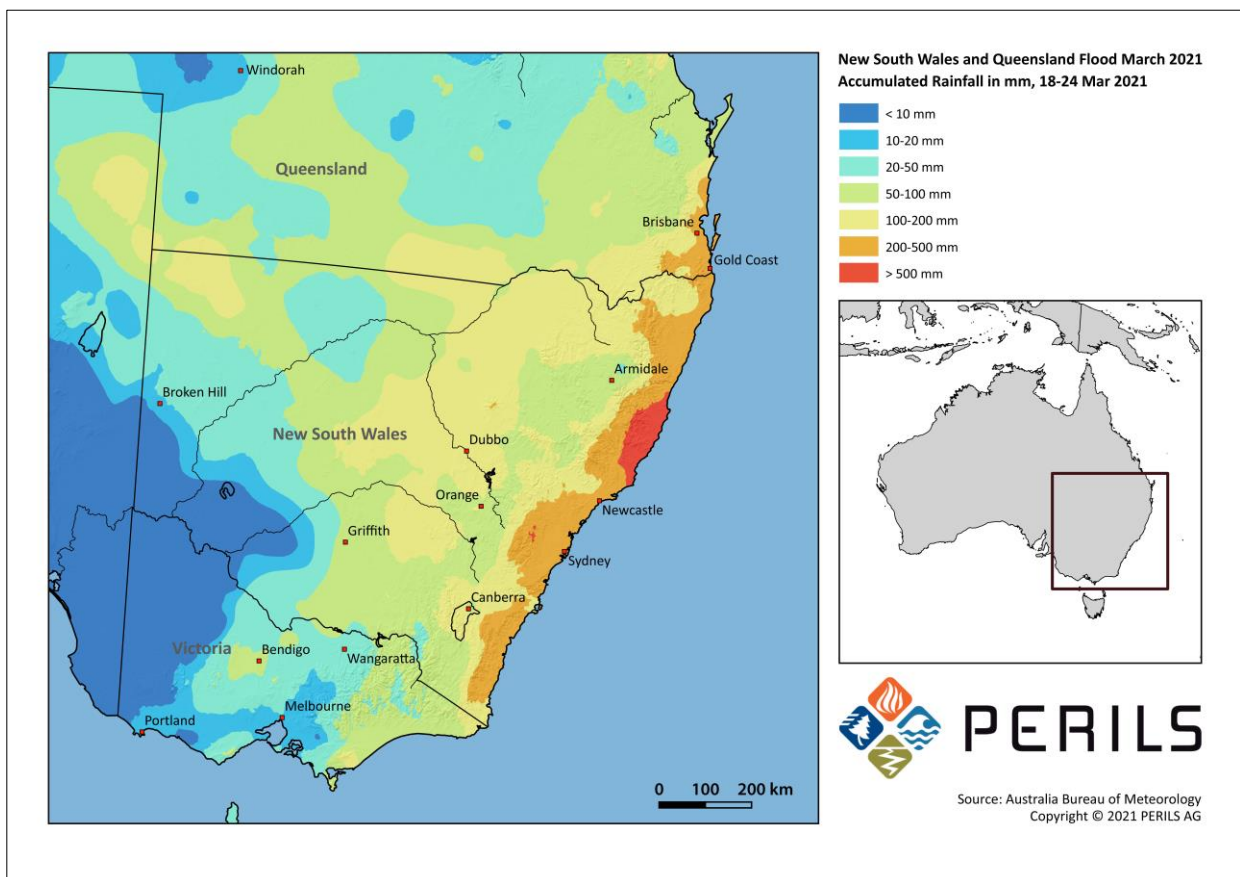 New South Wales and Queensland Flood March 2021
Accumulated Rainfall in mm, 18-24 Mar 2021
< 10 mm
10-20 mm
20-50 mm
50-100 mm
100-200 mm
200-500 mm
> 500 mm
Windorah
Queensland
Brisbane
Gold Coast
Armidale
Broken Hill
New South Wales
Dubbo
Orange
Newcastle
Griffith
Sydney
Canberra
Victoria
Bendigo
Wangaratta
Melbourne
Portland
0 100 200 km
PERILS
Source: Australia Bureau of Meteorology
Copyright © 2021 PERILS AG